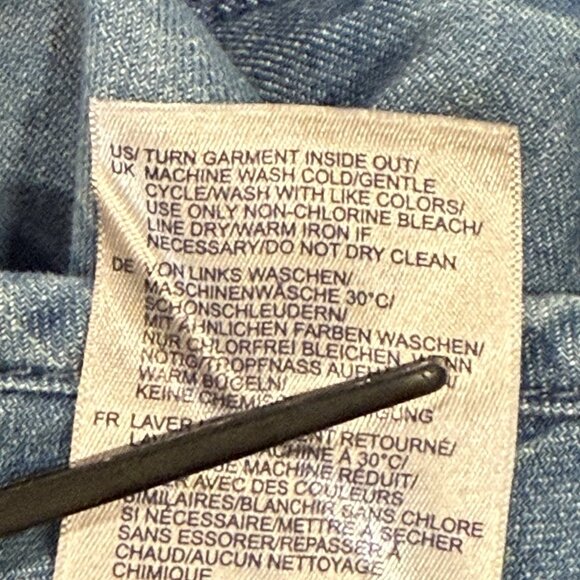 US/ TURN GARMENT INSIDE OUT/
UK MACHINE WASH COLD/GENTLE
CYCLE/WASH WITH LIKE COLORS/
USE ONLY NON-CHLORINE BLEACH/
LINE DRY/WARM IRON IF
NECESSARY/DO NOT DRY CLEAN
DE VON LINKS WASCHEN/
MASCHINENWÄSCHE 30°C/
SCHONSCHLEUDERN/
MIT ÄHNLICHEN FARBEN WASCHEN/
NUR CHLORFREI BLEICHEN,
NÖTIG/TROPFNASS
WARM BÜGELN/
KEINE
FR LAVER RETOURNÉ/
À 30°C/
MACHINE RÉDUIT/
AVEC DES COULEURS
SIMILAIRES/BLANCHIR SANS CHLORE
SI NÉCESSAIRE/METTRE À SÉCHER
SANS ESSORER/REPASSER À
CHAUD/AUCUN NETTOYAGE
CHIMIQUE